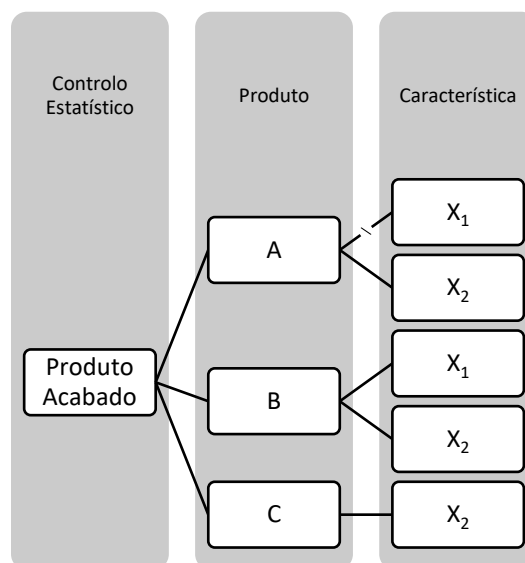 Controlo
Estatístico
Produto
Característica
Produto
Acabado
A
B
C
X₁
X₂
X₁
X₂
X₂